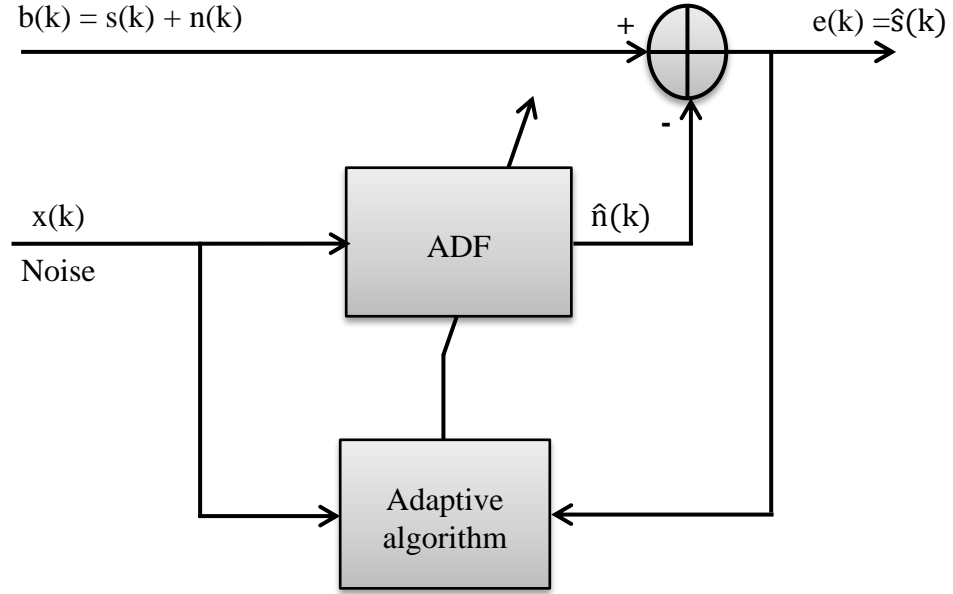 b(k) = s(k) + n(k)
+
e(k) =ŝ(k)
-
x(k)
n̂(k)
ADF
Noise
Adaptive
algorithm